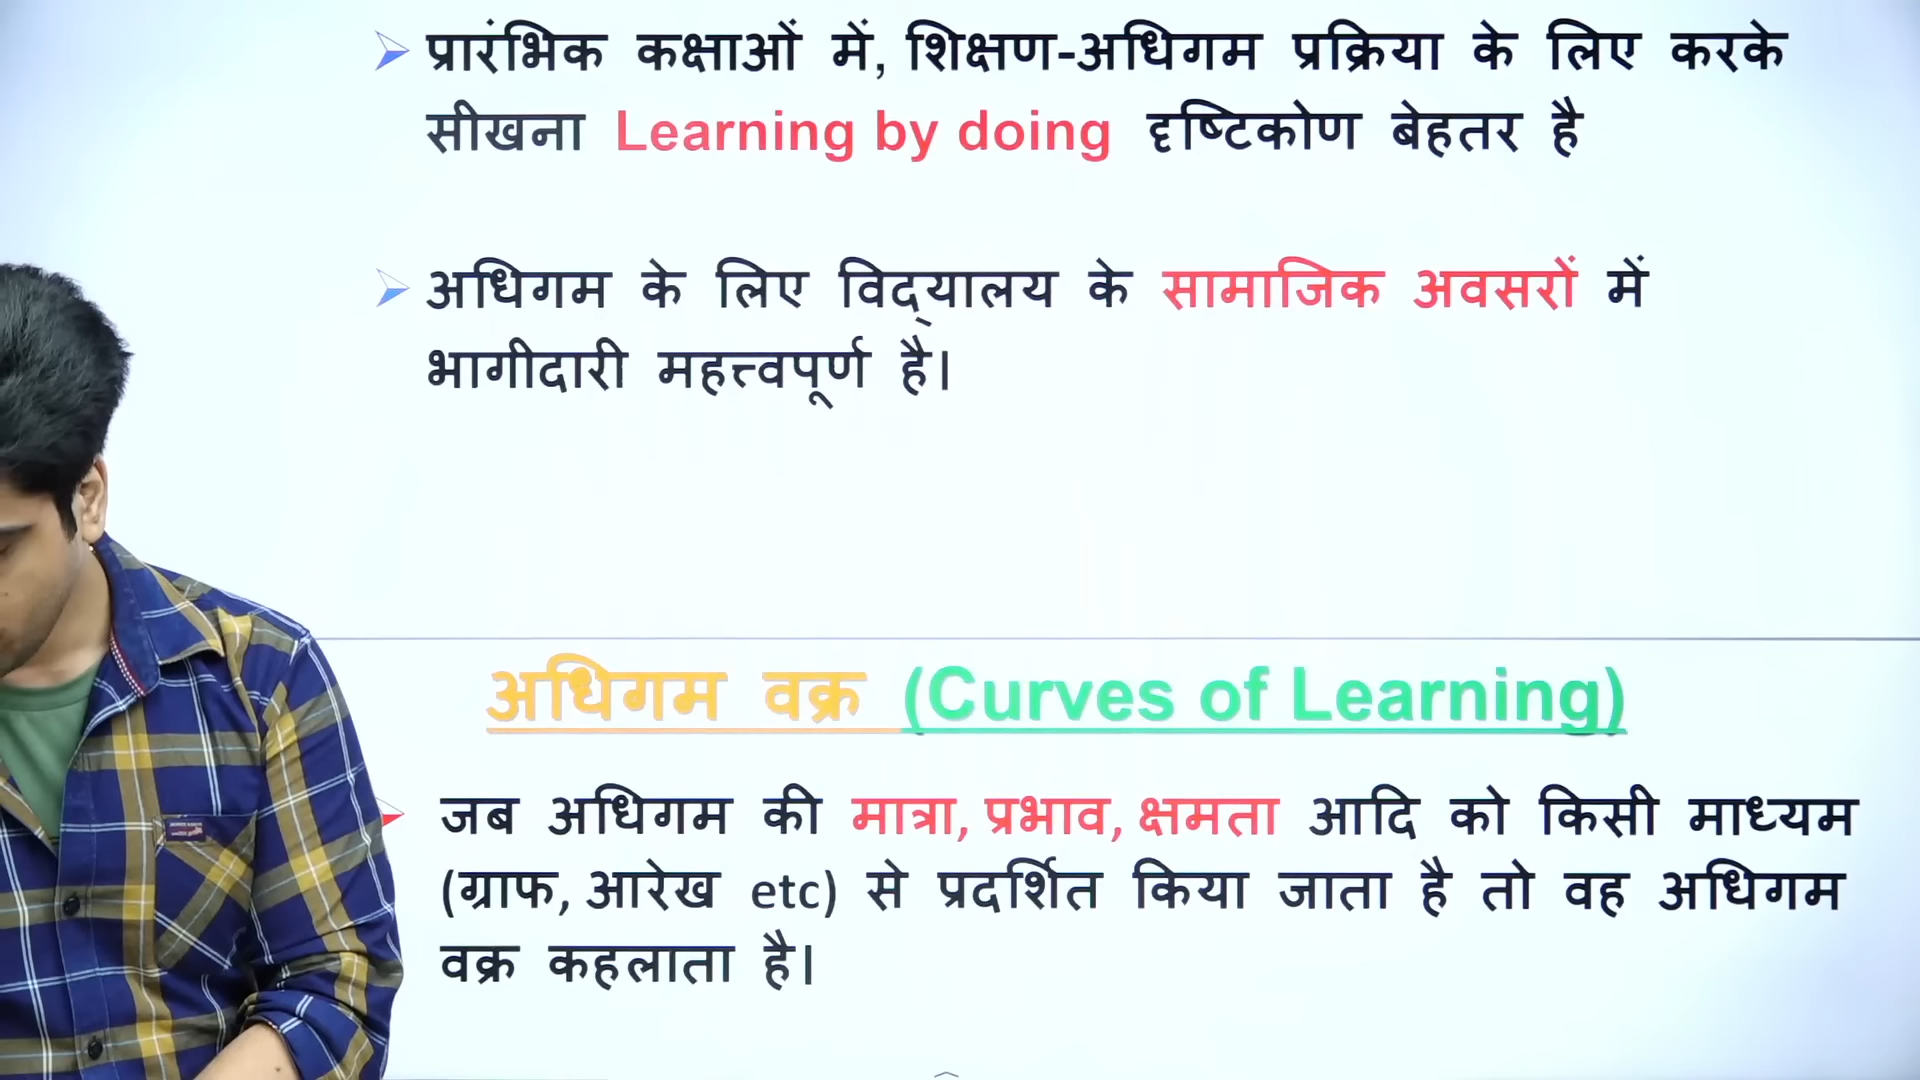 प्रारंभिक कक्षाओं में, शिक्षण-अधिगम प्रक्रिया के लिए करके
सीखना Learning by doing दृष्टिकोण बेहतर है
अधिगम के लिए विद्‌यालय के सामाजिक अवसरों में
भागीदारी महत्त्वपूर्ण है।
अधिगम वक्र (Curves of Learning)
जब अधिगम की मात्रा, प्रभाव, क्षमता आदि को किसी माध्यम
(ग्राफ, आरेख etc) से प्रदर्शित किया जाता है तो वह अधिगम
वक्र कहलाता है।